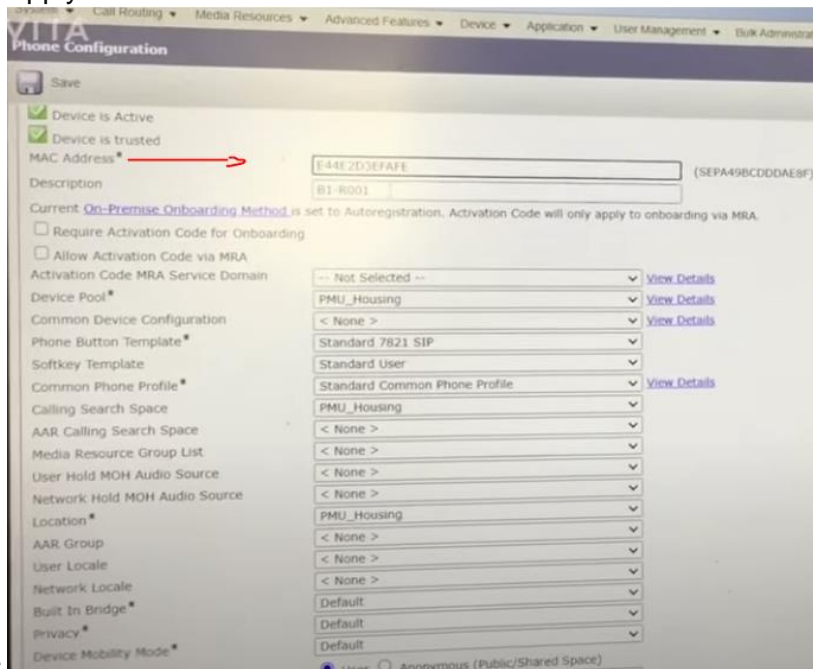 Call Routing Media Resources Advanced Features Device Application User Management Bulk Administrat
VITA
Phone Configuration
Save
Device is Active
Device is trusted
MAC Address* E44E2D3EFAFE (SEPA49BCDDDAE8F)
Description B1-R001
Current On-Premise Onboarding Method is set to Autoregistration. Activation Code will only apply to onboarding via MRA.
Require Activation Code for Onboarding
Allow Activation Code via MRA
Activation Code MRA Service Domain -- Not Selected -- View Details
Device Pool* PMU_Housing View Details
Common Device Configuration < None > View Details
Phone Button Template* Standard 7821 SIP
Softkey Template Standard User
Common Phone Profile* Standard Common Phone Profile View Details
Calling Search Space PMU_Housing
AAR Calling Search Space < None >
Media Resource Group List < None >
User Hold MOH Audio Source < None >
Network Hold MOH Audio Source < None >
Location* PMU_Housing
AAR Group < None >
User Locale < None >
Network Locale < None >
Built In Bridge* Default
Privacy* Default
Device Mobility Mode* Default
User Anonymous (Public/Shared Space)